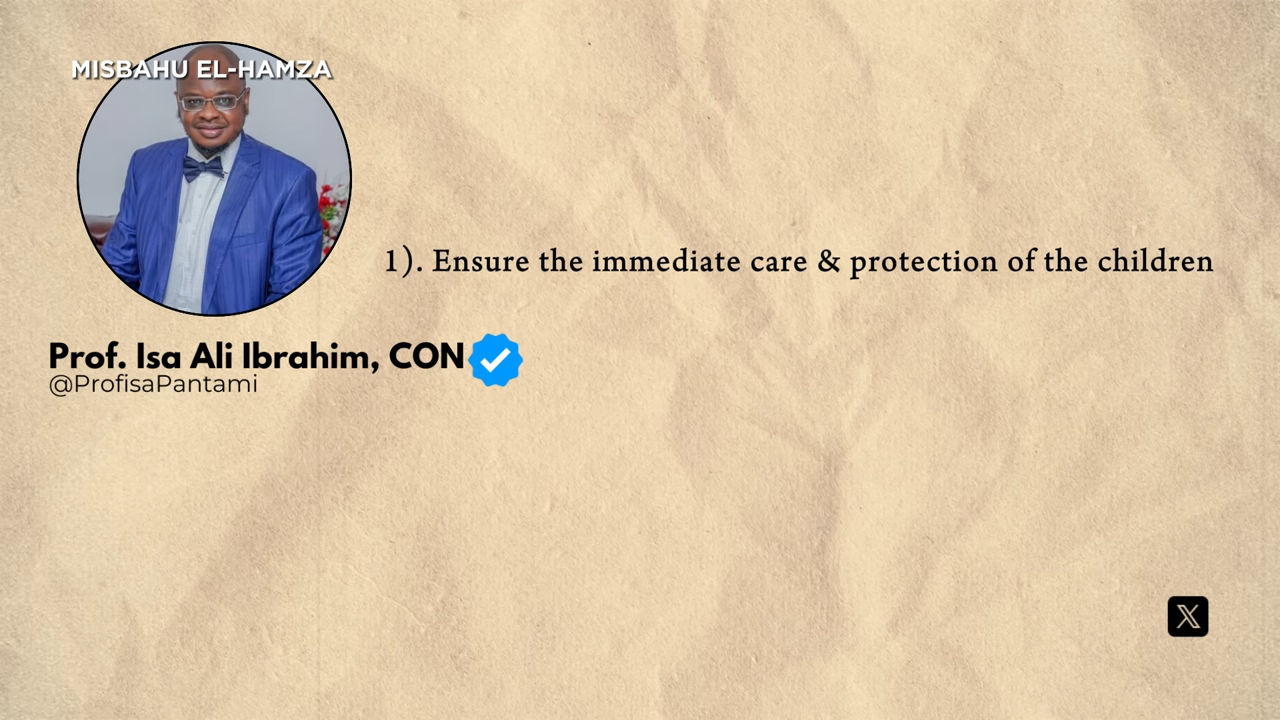 MISBAHU EL-HAMZA
1). Ensure the immediate care & protection of the children
Prof. Isa Ali Ibrahim, CON
@ProfisaPantami
X